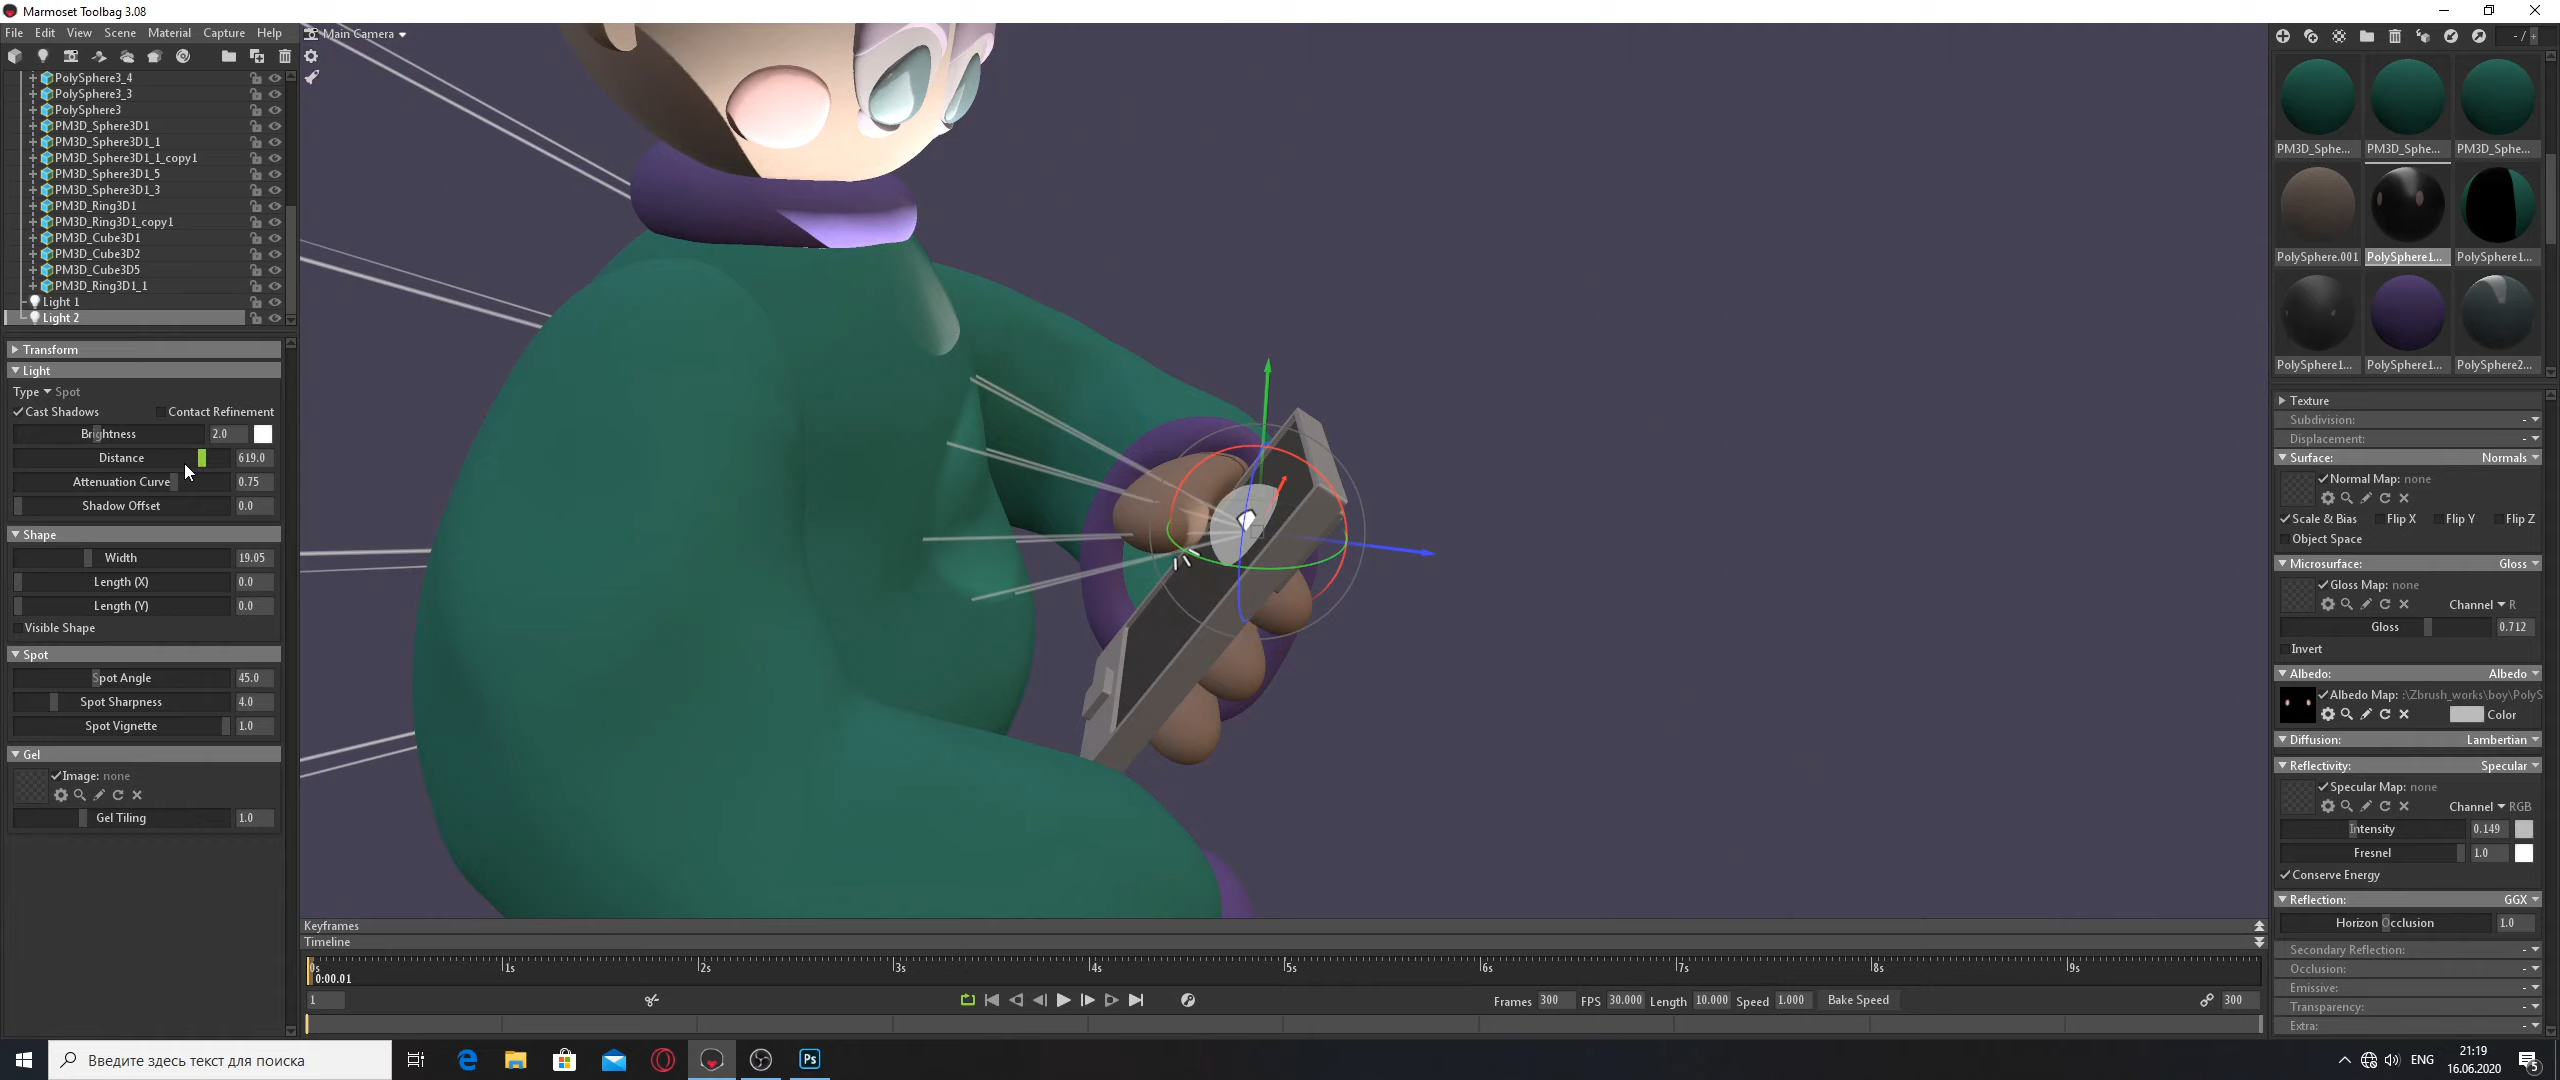 Marmoset Toolbag 3.08
File Edit View Scene Material Capture Help
Main Camera
- / +
PolySphere3_4
PolySphere3_3
PolySphere3
PM3D_Sphere3D1
PM3D_Sphere3D1_1
PM3D_Sphere3D1_1_copy1
PM3D_Sphere3D1_5
PM3D_Sphere3D1_3
PM3D_Ring3D1
PM3D_Ring3D1_copy1
PM3D_Cube3D1
PM3D_Cube3D2
PM3D_Cube3D5
PM3D_Ring3D1_1
Light 1
Light 2
Transform
Light
Type Spot
Cast Shadows Contact Refinement
Brightness 2.0
Distance 619.0
Attenuation Curve 0.75
Shadow Offset 0.0
Shape
Width 19.05
Length (X) 0.0
Length (Y) 0.0
Visible Shape
Spot
Spot Angle 45.0
Spot Sharpness 4.0
Spot Vignette 1.0
Gel
Image: none
Gel Tiling 1.0
PM3D_Sphe... PM3D_Sphe... PM3D_Sphe...
PolySphere.001 PolySphere1... PolySphere1...
PolySphere1... PolySphere1... PolySphere2...
Texture
Subdivision: -
Displacement: -
Surface: Normals
Normal Map: none
Scale & Bias Flip X Flip Y Flip Z
Object Space
Microsurface: Gloss
Gloss Map: none
Channel R
Gloss 0.712
Invert
Albedo: Albedo
Albedo Map: :\Zbrush_works\boy\PolyS
Color
Diffusion: Lambertian
Reflectivity: Specular
Specular Map: none
Channel RGB
Intensity 0.149
Fresnel 1.0
Conserve Energy
Reflection: GGX
Horizon Occlusion 1.0
Secondary Reflection: -
Occlusion: -
Emissive: -
Transparency: -
Extra: -
Keyframes
Timeline
0s 1s 2s 3s 4s 5s 6s 7s 8s 9s
0:00.01
1 Frames 300 FPS 30.000 Length 10.000 Speed 1.000 Bake Speed 300
Введите здесь текст для поиска
Ps
ENG
21:19
16.06.2020
5